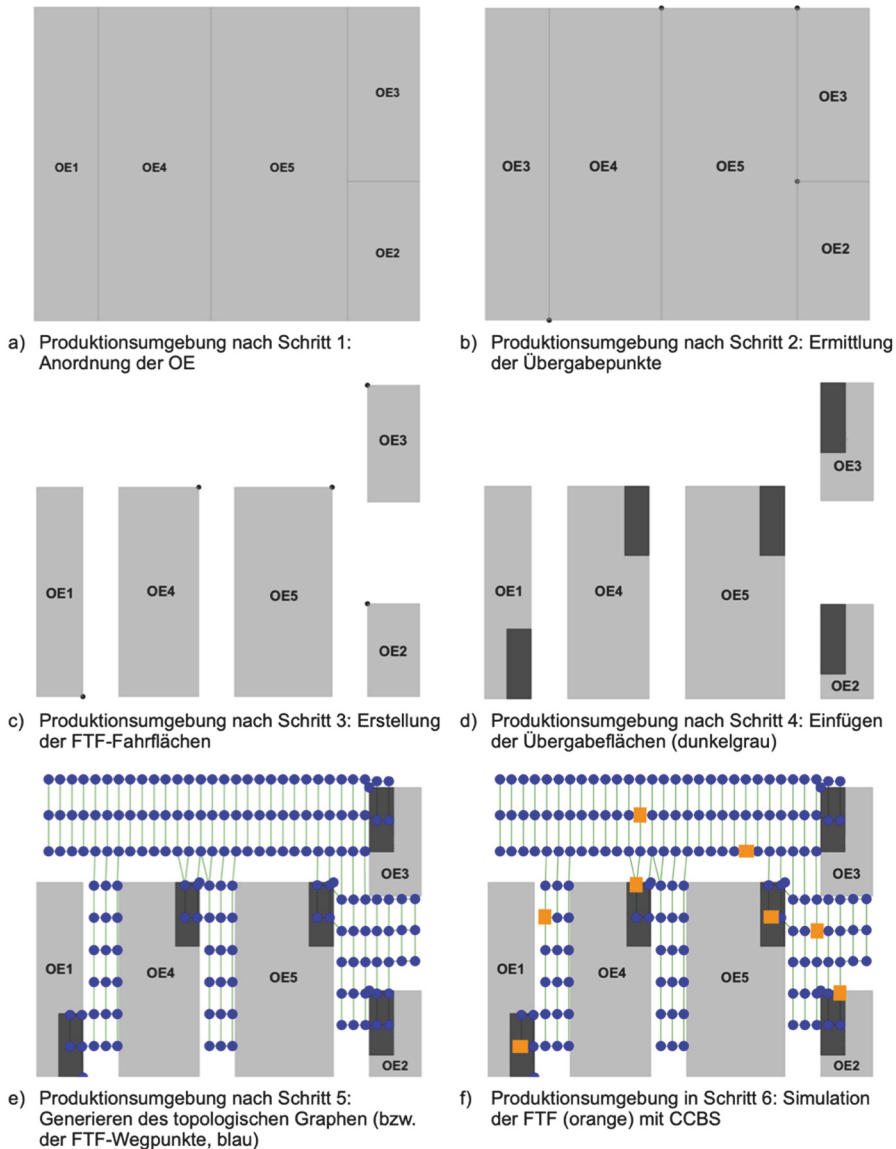 OE1
OE4
OE5
OE3
OE2
OE3
OE4
OE5
OE3
OE2
a) Produktionsumgebung nach Schritt 1:
Anordnung der OE
b) Produktionsumgebung nach Schritt 2: Ermittlung
der Übergabepunkte
OE1
OE4
OE5
OE3
OE2
OE1
OE4
OE5
OE3
OE2
c) Produktionsumgebung nach Schritt 3: Erstellung
der FTF-Fahrflächen
d) Produktionsumgebung nach Schritt 4: Einfügen
der Übergabeflächen (dunkelgrau)
OE1
OE4
OE5
OE3
OE2
OE1
OE4
OE5
OE3
OE2
e) Produktionsumgebung nach Schritt 5:
Generieren des topologischen Graphen (bzw.
der FTF-Wegpunkte, blau)
f) Produktionsumgebung in Schritt 6: Simulation
der FTF (orange) mit CCBS